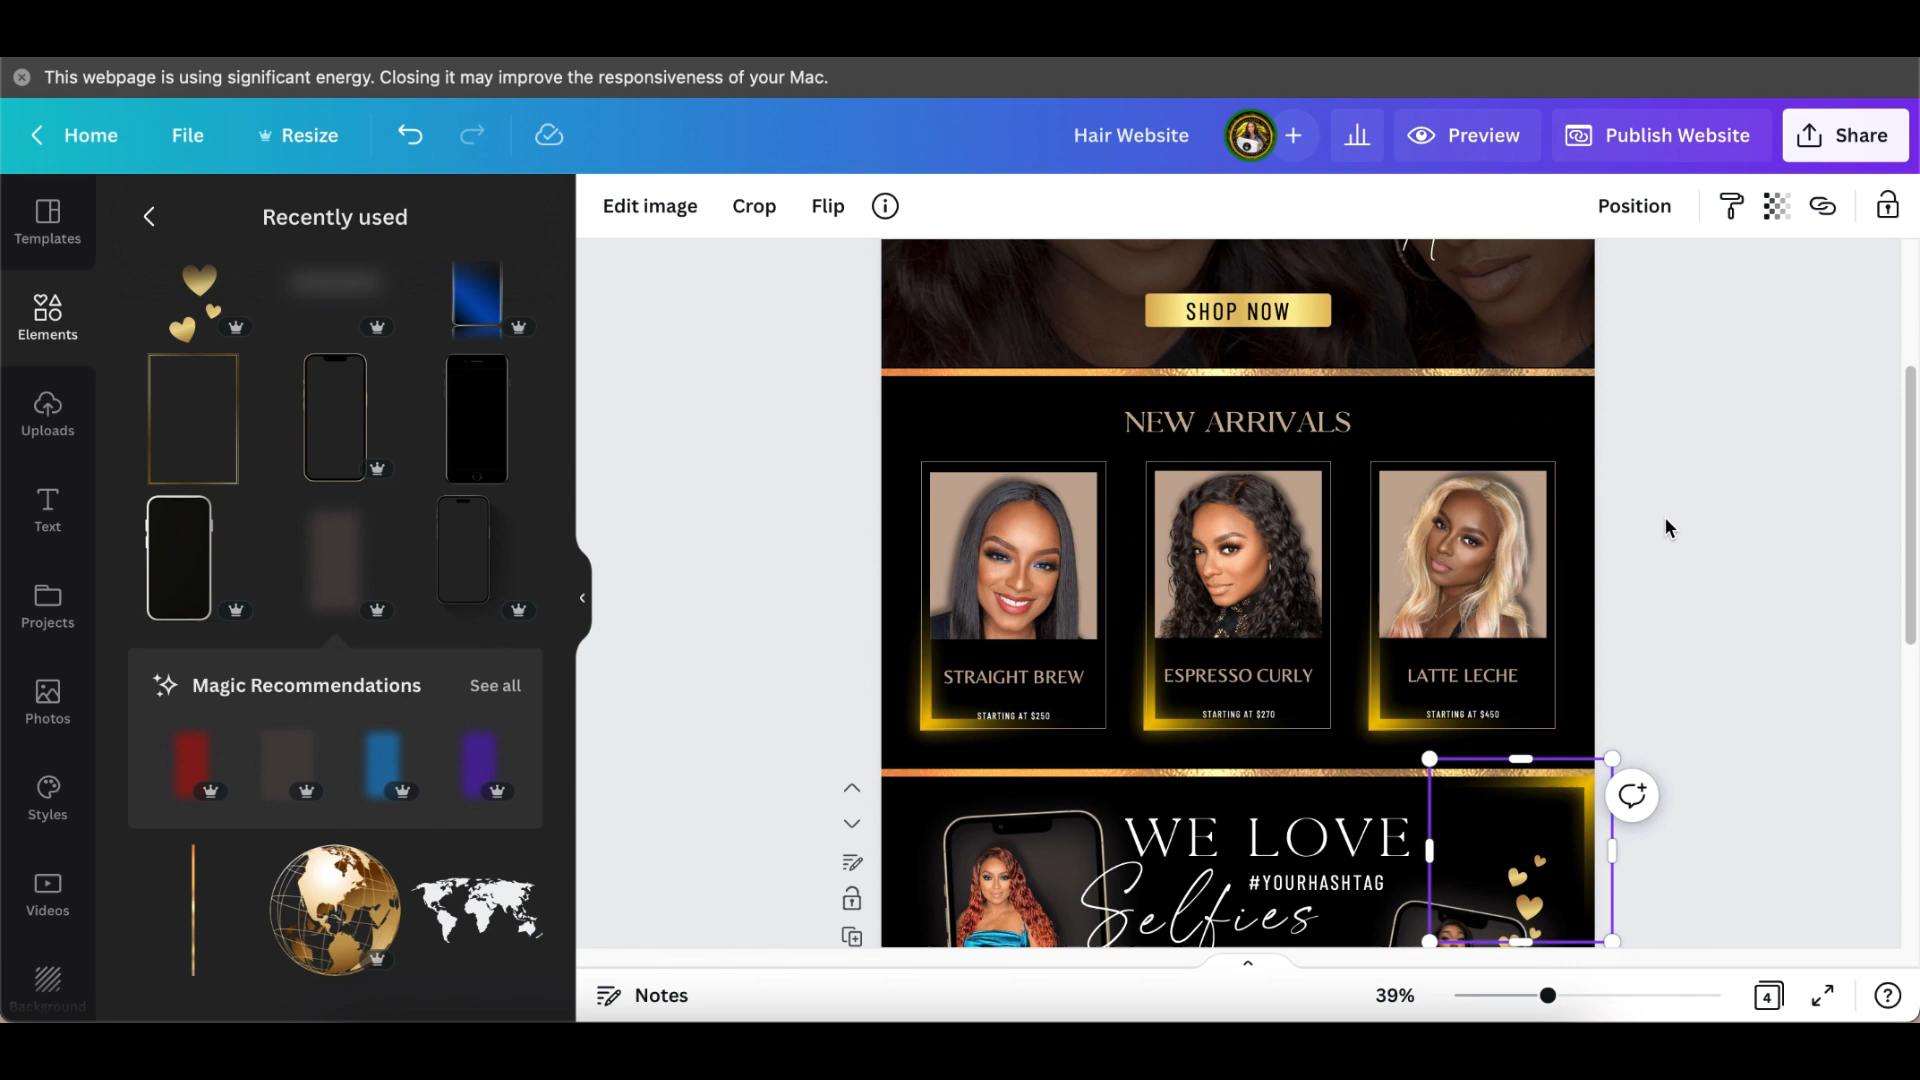 This webpage is using significant energy. Closing it may improve the responsiveness of your Mac.
Home File Resize Hair Website Preview Publish Website Share
Templates
Elements
Uploads
Text
Projects
Photos
Styles
Videos
Background
Recently used
Magic Recommendations See all
Edit image Crop Flip Position
SHOP NOW
NEW ARRIVALS
STRAIGHT BREW ESPRESSO CURLY LATTE LECHE
STARTING AT $250 STARTING AT $270 STARTING AT $450
WE LOVE
#YOURHASHTAG
Selfies
Notes 39% 4